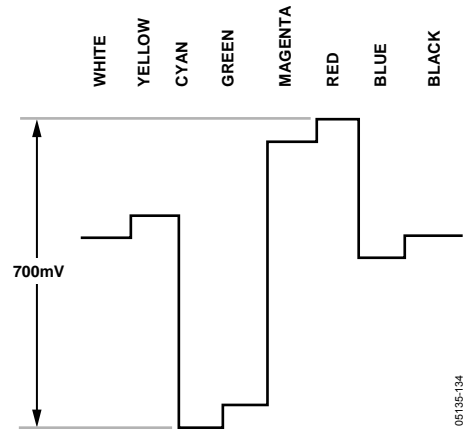 WHITE
YELLOW
CYAN
GREEN
MAGENTA
RED
BLUE
BLACK
700mV
05135-134